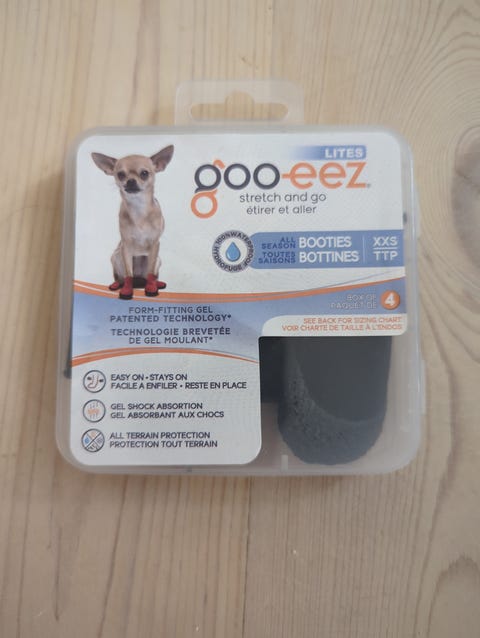 LITES
goo-eez®
stretch and go
étirer et aller
100% WATERPROOF
ALL SEASON BOOTIES XXS
TOUTES SAISONS BOTTINES TTP
BOX OF
PAQUET DE 4
SEE BACK FOR SIZING CHART
VOIR CHARTE DE TAILLE À L'ENDOS
FORM-FITTING GEL
PATENTED TECHNOLOGY*
TECHNOLOGIE BREVETÉE
DE GEL MOULANT*
EASY ON • STAYS ON
FACILE A ENFILER • RESTE EN PLACE
GEL SHOCK ABSORTION
GEL ABSORBANT AUX CHOCS
ALL TERRAIN PROTECTION
PROTECTION TOUT TERRAIN